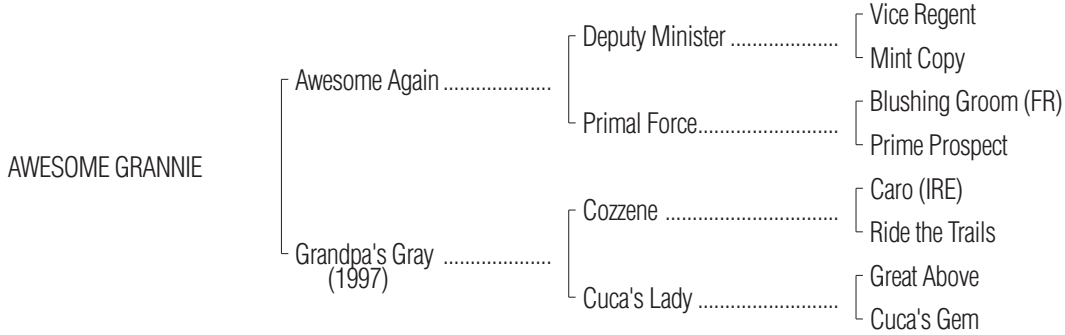 Vice Regent
Deputy Minister ....................
Mint Copy
Awesome Again ....................
Blushing Groom (FR)
Primal Force.........................
Prime Prospect
AWESOME GRANNIE
Caro (IRE)
Cozzene ................................
Ride the Trails
Grandpa's Gray ....................
(1997)
Great Above
Cuca's Lady .........................
Cuca's Gem